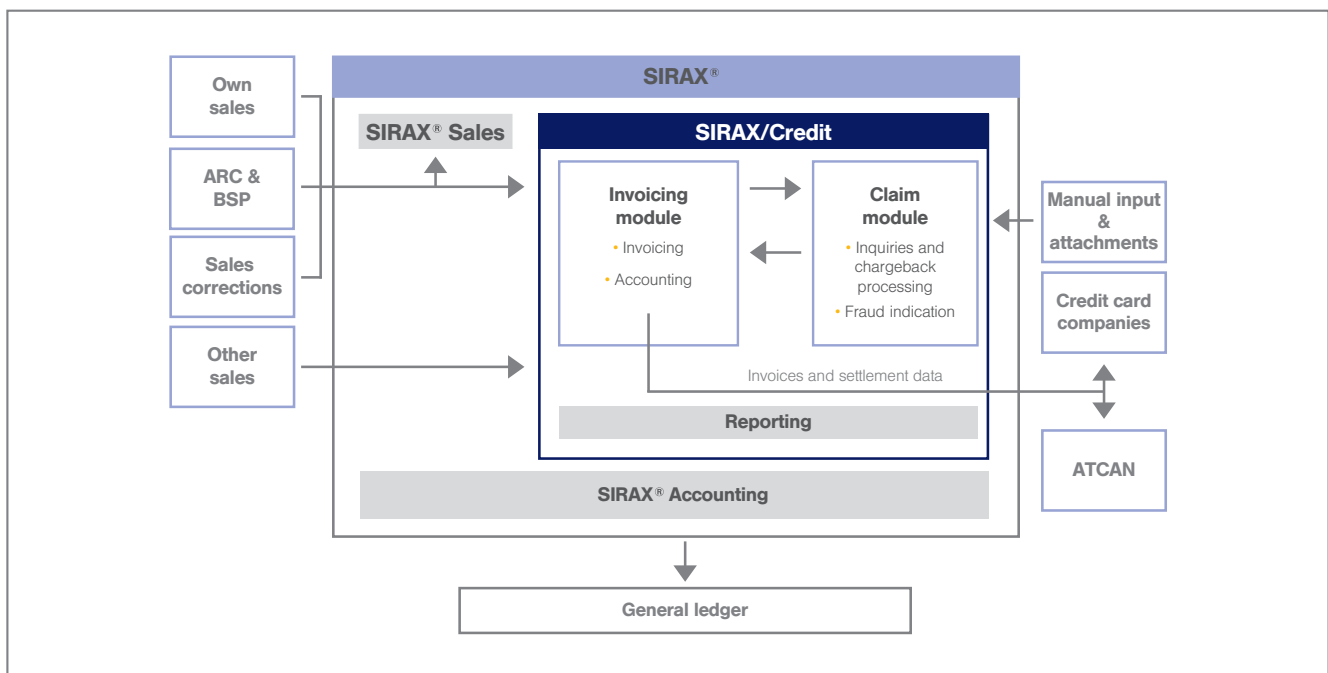 SIRAX®
Own
sales
ARC &
BSP
Sales
corrections
Other
sales
SIRAX® Sales
SIRAX/Credit
Invoicing
module
• Invoicing
• Accounting
Claim
module
• Inquiries and
chargeback
processing
• Fraud indication
Invoices and settlement data
Reporting
SIRAX® Accounting
Manual input
&
attachments
Credit card
companies
ATCAN
General ledger